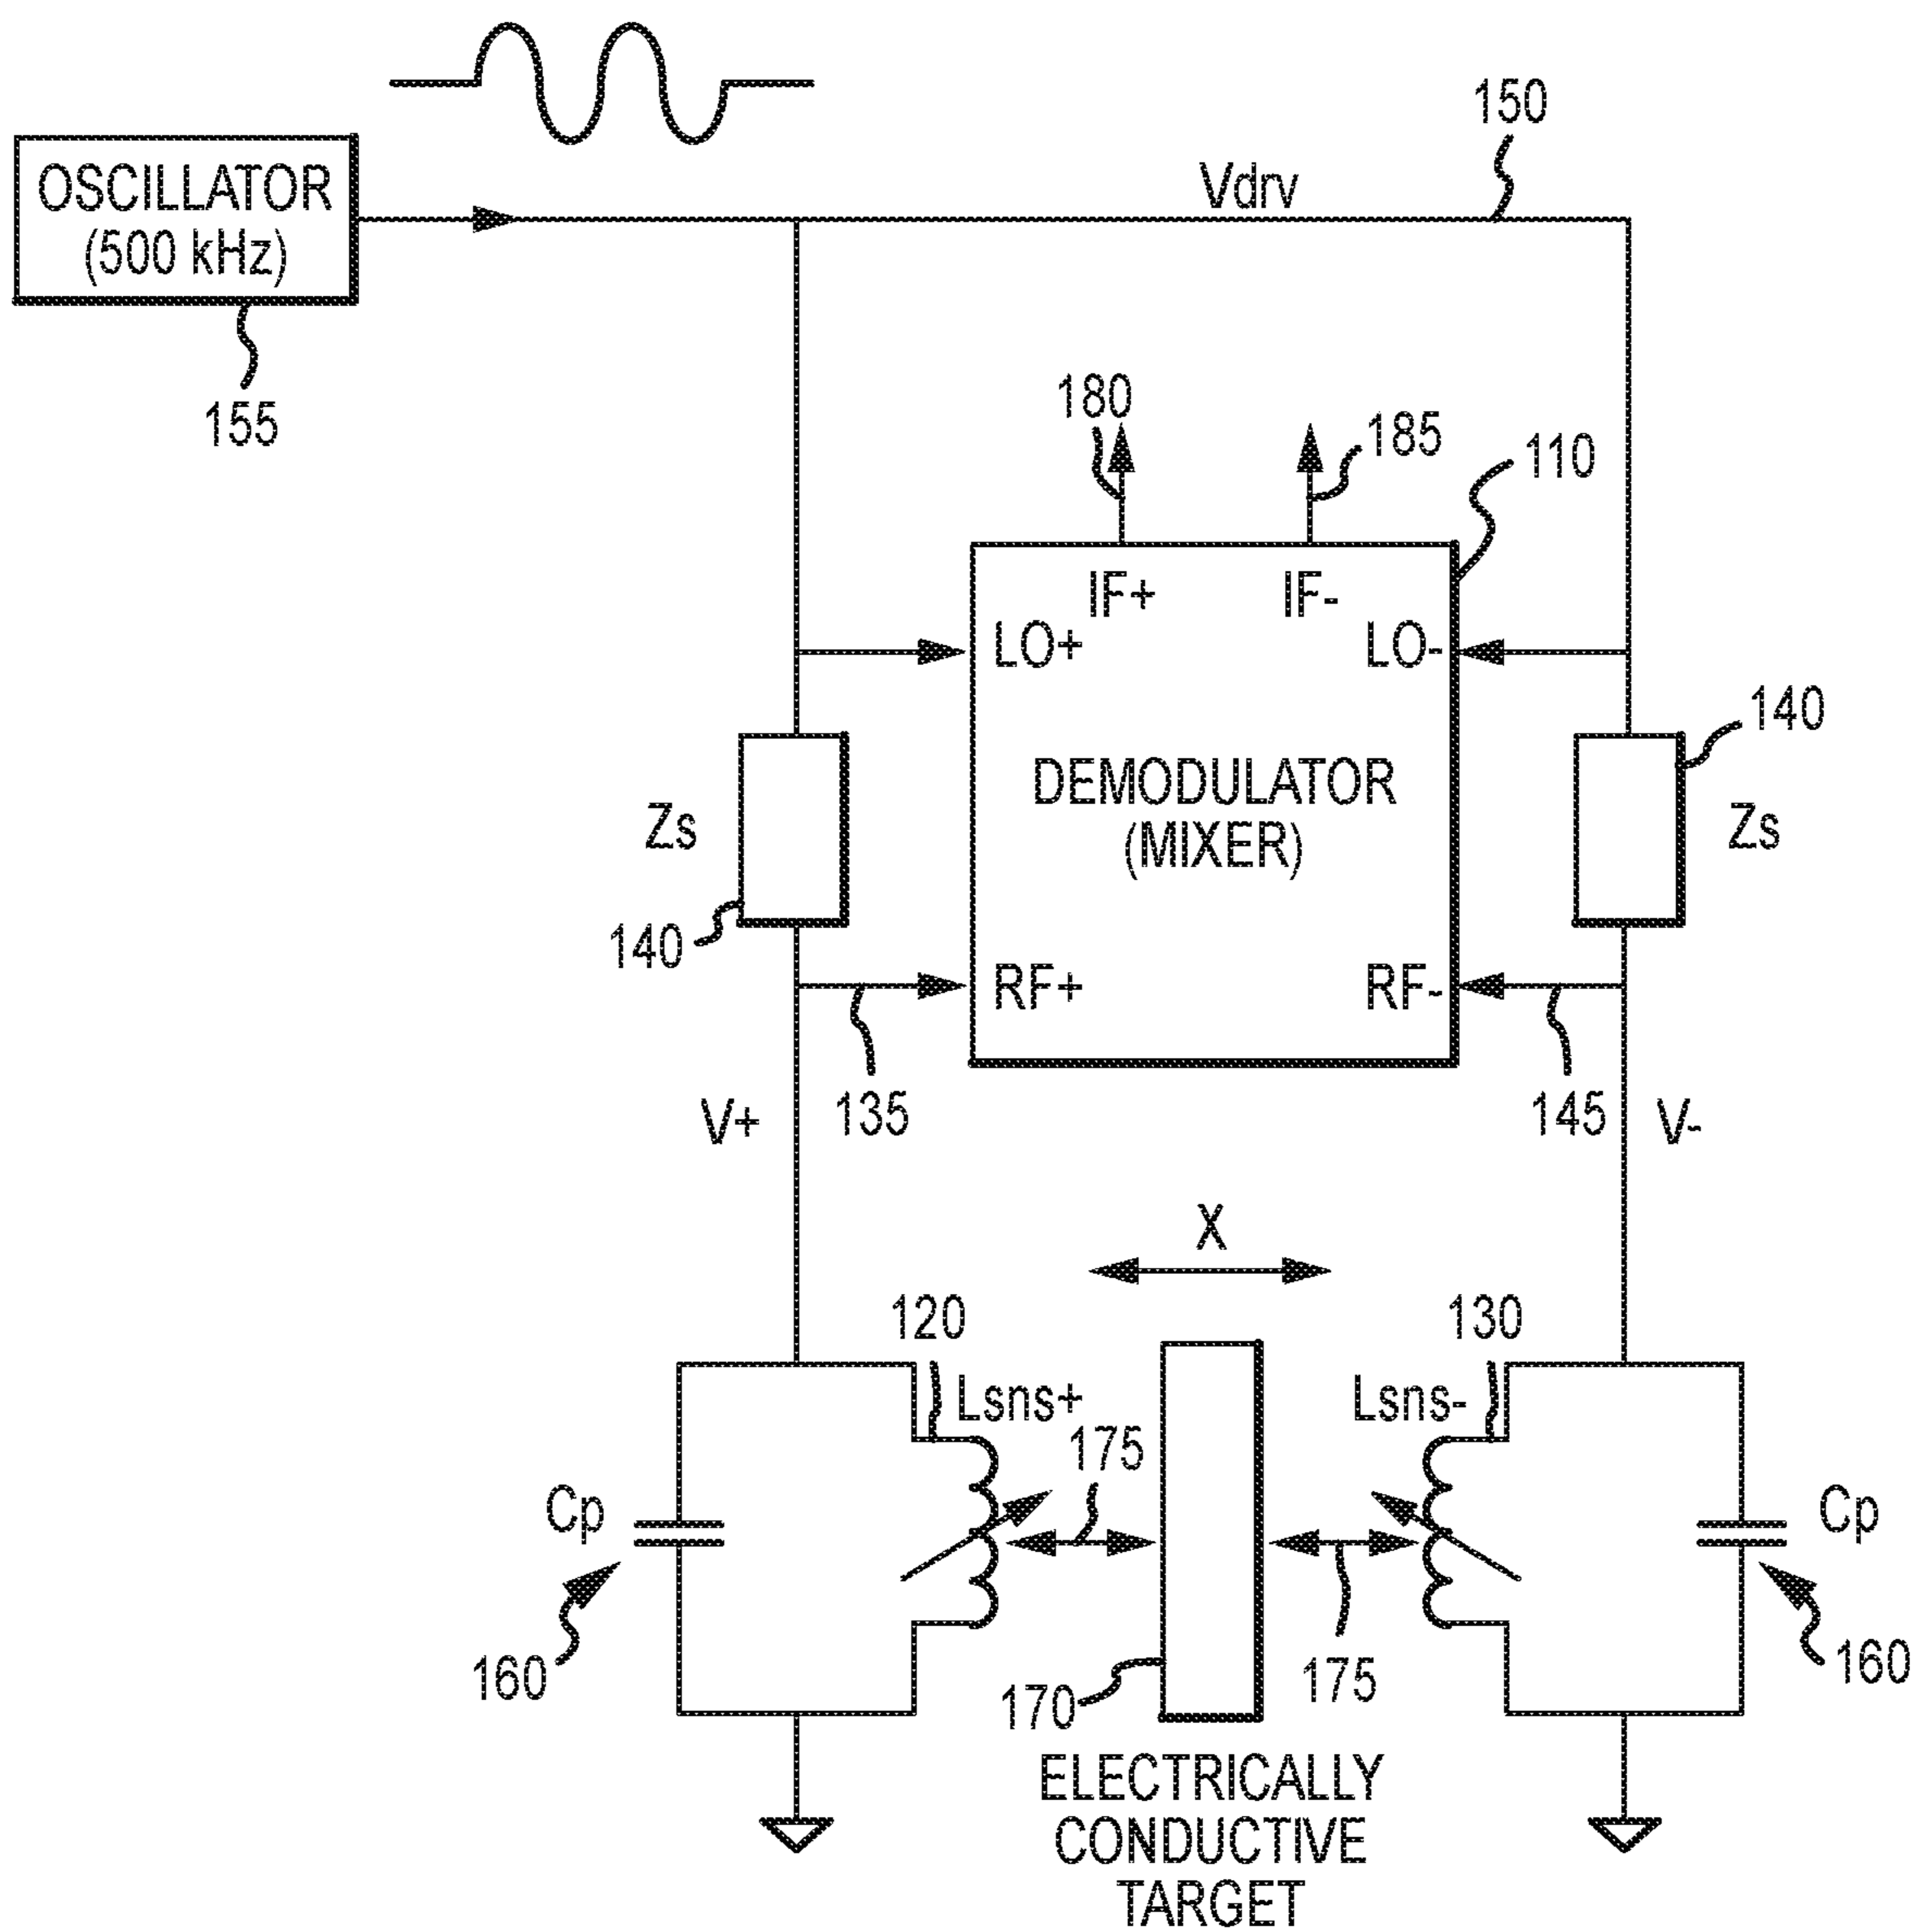 150
Vdrv
OSCILLATOR
(500 kHz)
155
180
185
110
IF+
IF-
LO+
LO-
140
DEMODULATOR
(MIXER)
Zs
Zs
140
RF+
RF-
135
145
V+
V-
X
120
130
Lsns+
Lsns-
175
Cp
Cp
160
170
175
160
ELECTRICALLY
CONDUCTIVE
TARGET